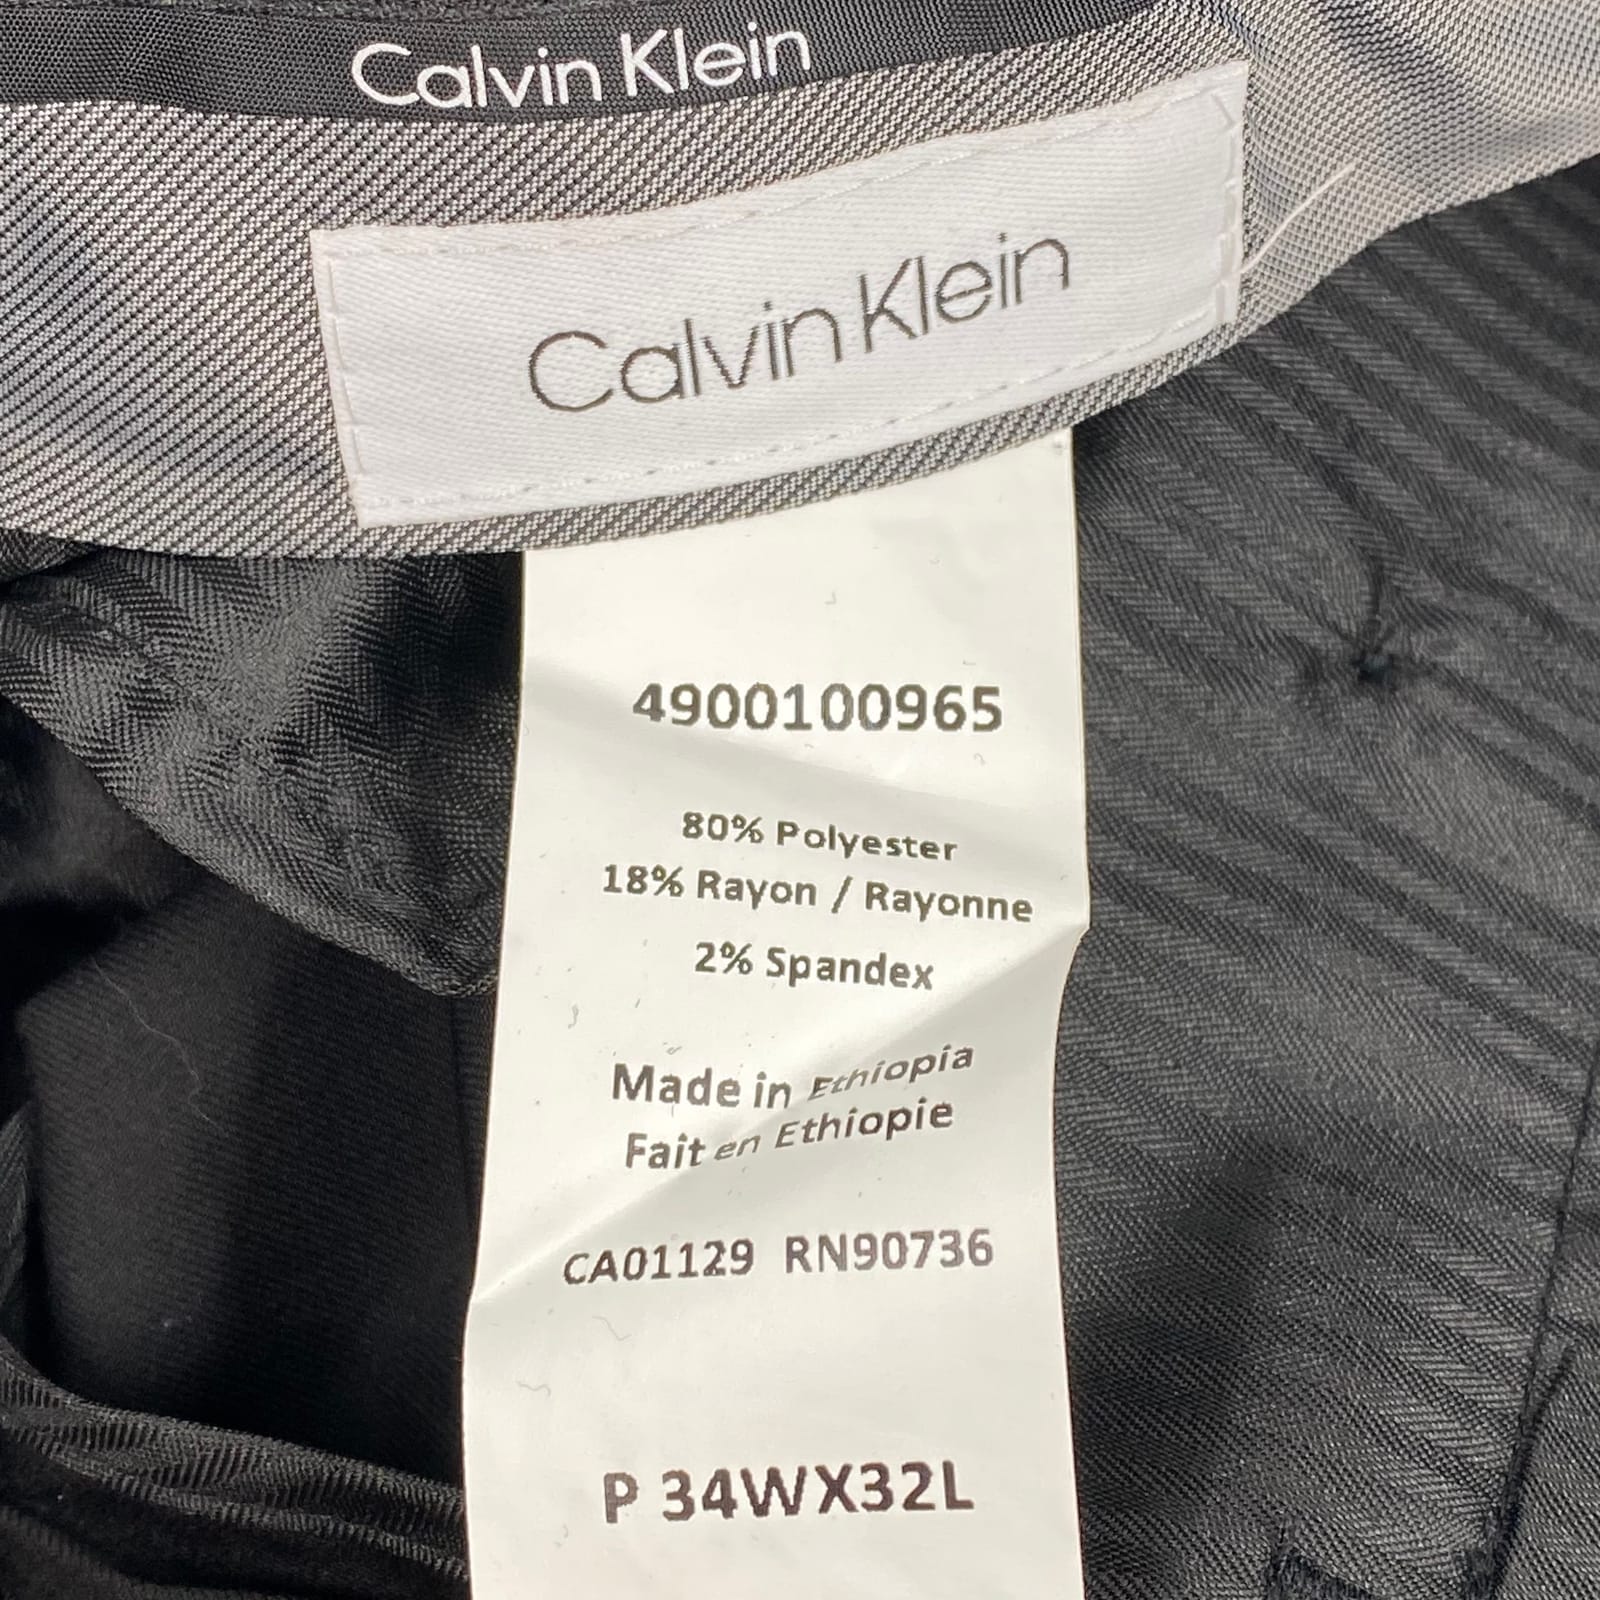 Calvin Klein
Calvin Klein
4900100965
80% Polyester
18% Rayon / Rayonne
2% Spandex
Made in Ethiopia
Fait en Ethiopie
CA01129 RN90736
P 34WX32L